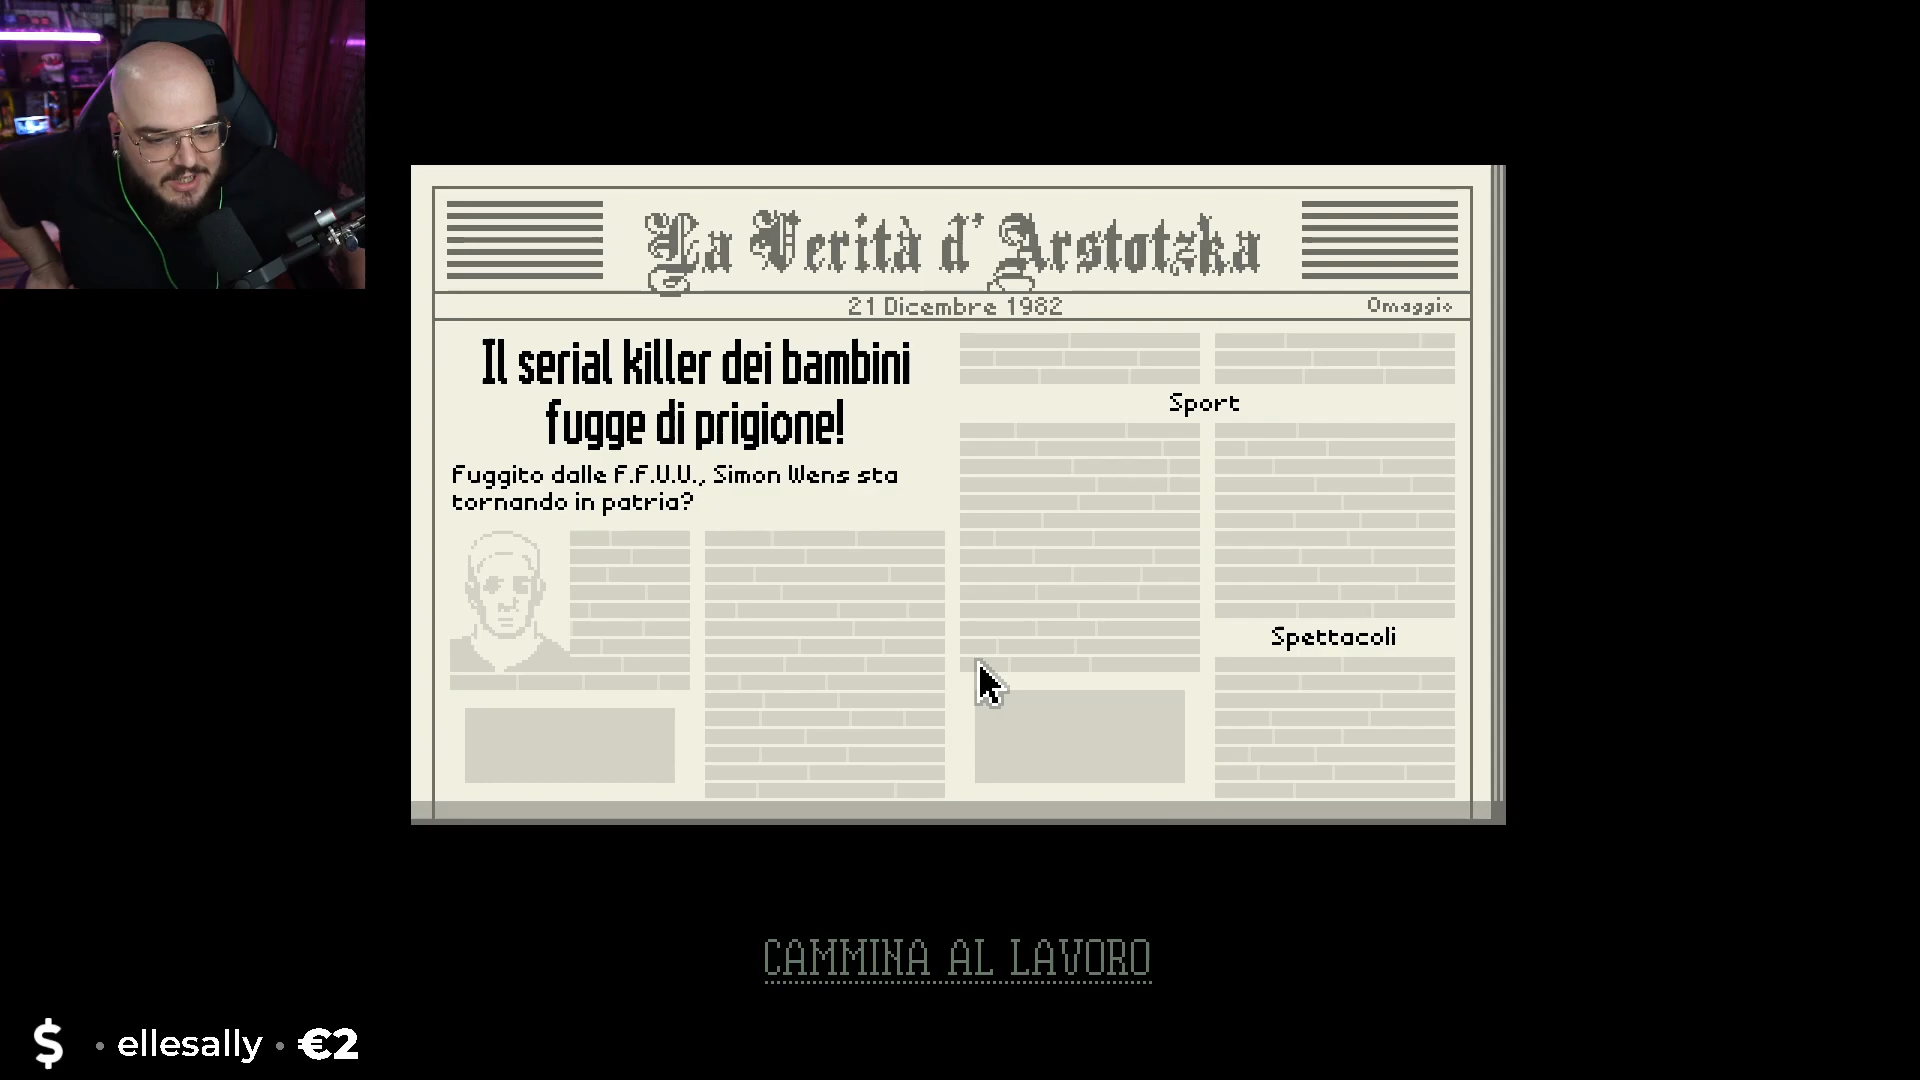 La Verità d'Arstotzka
21 Dicembre 1982
Omaggio
Il serial killer dei bambini
fugge di prigione!
Fuggito dalle F.F.U.U., Simon Wens sta
tornando in patria?
Sport
Spettacoli
CAMMINA AL LAVORO
$ • ellesally • €2